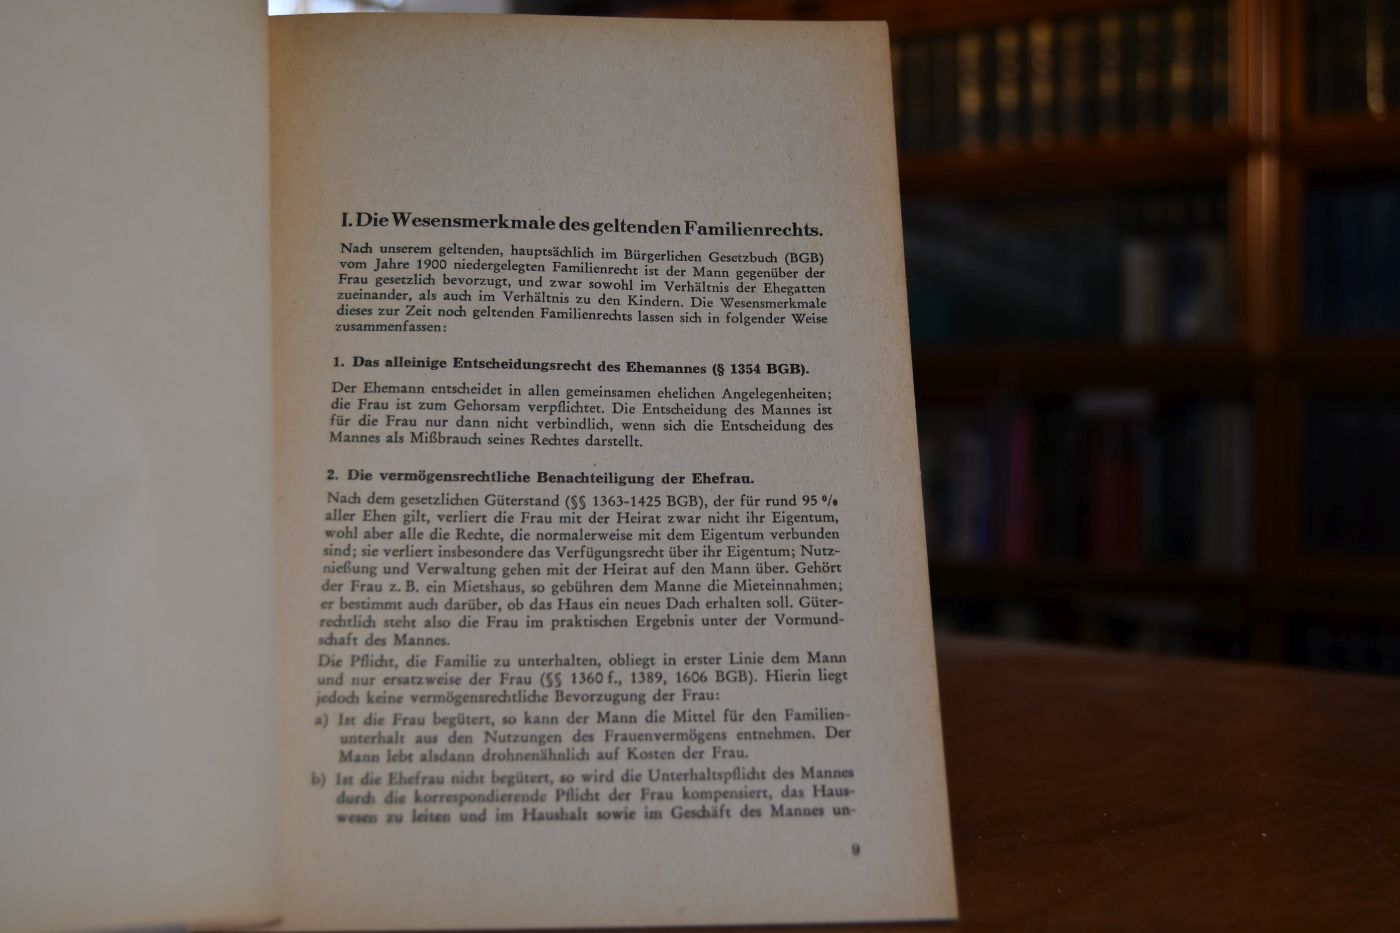 I. Die Wesensmerkmale des geltenden Familienrechts.
Nach unserem geltenden, hauptsächlich im Bürgerlichen Gesetzbuch (BGB)
vom Jahre 1900 niedergelegten Familienrecht ist der Mann gegenüber der
Frau gesetzlich bevorzugt, und zwar sowohl im Verhältnis der Ehegatten
zueinander, als auch im Verhältnis zu den Kindern. Die Wesensmerkmale
dieses zur Zeit noch geltenden Familienrechts lassen sich in folgender Weise
zusammenfassen:
1. Das alleinige Entscheidungsrecht des Ehemannes (§ 1354 BGB).
Der Ehemann entscheidet in allen gemeinsamen ehelichen Angelegenheiten;
die Frau ist zum Gehorsam verpflichtet. Die Entscheidung des Mannes ist
für die Frau nur dann nicht verbindlich, wenn sich die Entscheidung des
Mannes als Mißbrauch seines Rechtes darstellt.
2. Die vermögensrechtliche Benachteiligung der Ehefrau.
Nach dem gesetzlichen Güterstand (§§ 1363-1425 BGB), der für rund 95 %
aller Ehen gilt, verliert die Frau mit der Heirat zwar nicht ihr Eigentum,
wohl aber alle die Rechte, die normalerweise mit dem Eigentum verbunden
sind; sie verliert insbesondere das Verfügungsrecht über ihr Eigentum; Nutz-
nießung und Verwaltung gehen mit der Heirat auf den Mann über. Gehört
der Frau z. B. ein Mietshaus, so gebühren dem Manne die Mieteinnahmen;
er bestimmt auch darüber, ob das Haus ein neues Dach erhalten soll. Güter-
rechtlich steht also die Frau im praktischen Ergebnis unter der Vormund-
schaft des Mannes.
Die Pflicht, die Familie zu unterhalten, obliegt in erster Linie dem Mann
und nur ersatzweise der Frau (§§ 1360 f., 1389, 1606 BGB). Hierin liegt
jedoch keine vermögensrechtliche Bevorzugung der Frau:
a) Ist die Frau begütert, so kann der Mann die Mittel für den Familien-
unterhalt aus den Nutzungen des Frauenvermögens entnehmen. Der
Mann lebt alsdann drohnenähnlich auf Kosten der Frau.
b) Ist die Ehefrau nicht begütert, so wird die Unterhaltspflicht des Mannes
durch die korrespondierende Pflicht der Frau kompensiert, das Haus-
wesen zu leiten und im Haushalt sowie im Geschäft des Mannes un-
9